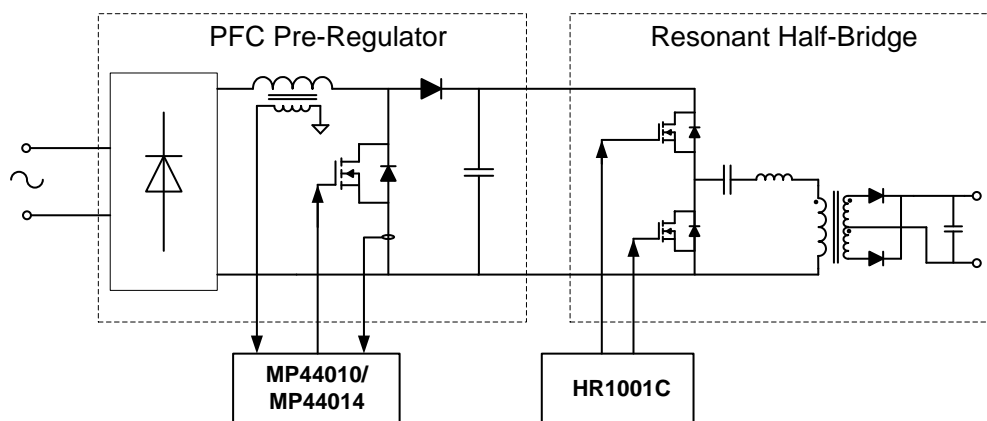 PFC Pre-Regulator
Resonant Half-Bridge
MP44010/
MP44014
HR1001C